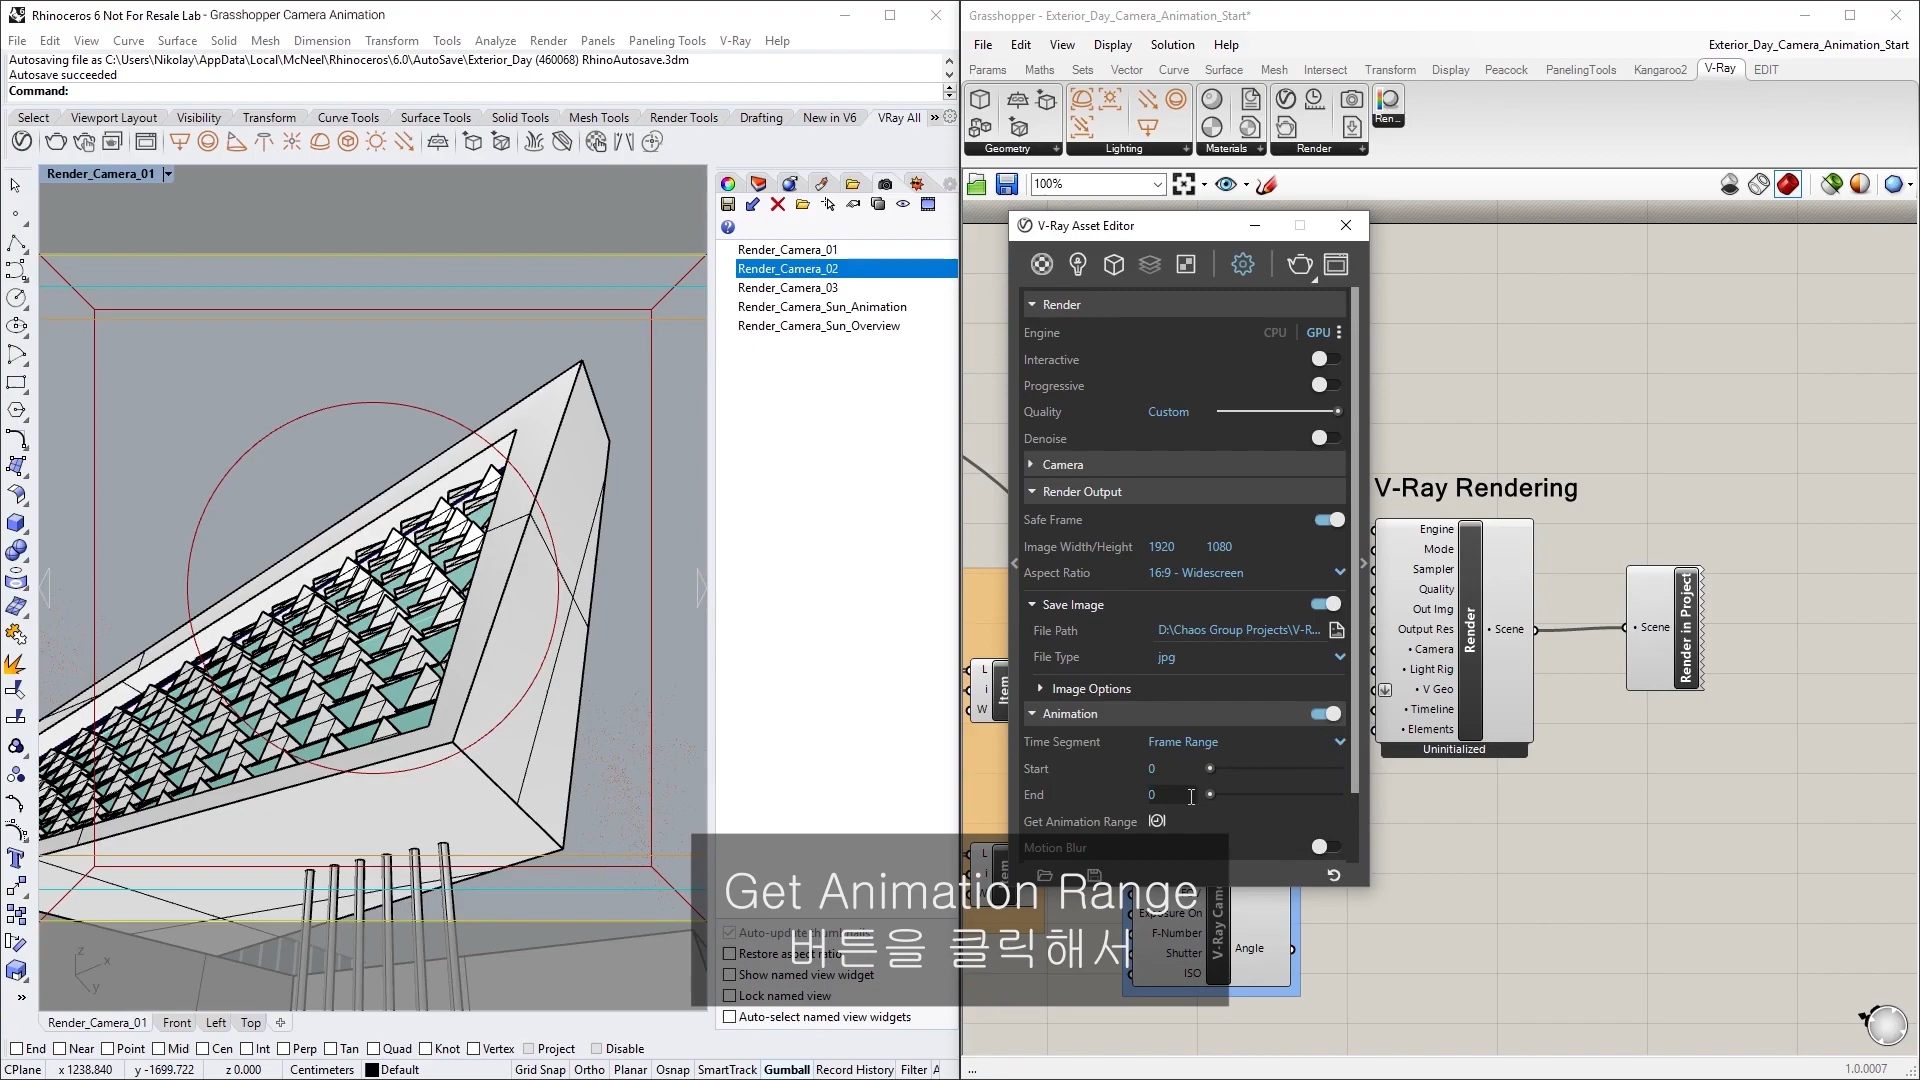 Rhinoceros 6 Not For Resale Lab - Grasshopper Camera Animation
File Edit View Curve Surface Solid Mesh Dimension Transform Tools Analyze Render Panels Paneling Tools V-Ray Help
Autosaving file as C:\Users\Nikolay\AppData\Local\McNeel\Rhinoceros\6.0\AutoSave\Exterior_Day (460068) RhinoAutosave.3dm
Autosave succeeded
Command:
Select Viewport Layout Visibility Transform Curve Tools Surface Tools Solid Tools Mesh Tools Render Tools Drafting New in V6 VRay All »
Render_Camera_01
Render_Camera_01
Render_Camera_02
Render_Camera_03
Render_Camera_Sun_Animation
Render_Camera_Sun_Overview
Restore aspect ratio
Show named view widget
Lock named view
Auto-select named view widgets
z
x
y
»
Render_Camera_01 Front Left Top
End Near Point Mid Cen Int Perp Tan Quad Knot Vertex Project Disable
CPlane x 1238.840 y -1699.722 z 0.000 Centimeters Default Grid Snap Ortho Planar Osnap SmartTrack Gumball Record History Filter A
Grasshopper - Exterior_Day_Camera_Animation_Start*
File Edit View Display Solution Help
Exterior_Day_Camera_Animation_Start
Params Maths Sets Vector Curve Surface Mesh Intersect Transform Display Peacock PanelingTools Kangaroo2 V-Ray EDIT
Geometry Lighting Materials Render
Ren...
100%
V-Ray Asset Editor
Render
Engine CPU GPU
Interactive
Progressive
Quality Custom
Denoise
Camera
Render Output
Safe Frame
Image Width/Height 1920 1080
Aspect Ratio 16:9 - Widescreen
Save Image
File Path D:\Chaos Group Projects\V-R...
File Type jpg
Image Options
Animation
Time Segment Frame Range
Start 0
End 0
Get Animation Range
Motion Blur
V-Ray Rendering
Engine
Mode
Sampler
Quality
Out Img
Output Res
Camera
Light Rig
V Geo
Timeline
Elements
Render
Scene
Uninitialized
Scene
Render in Project
L
i
W
Item
L
i
Exposure On
F-Number
Shutter
ISO
V-Ray Cam
Angle
Get Animation Range
버튼을 클릭해서
...
1.0.0007